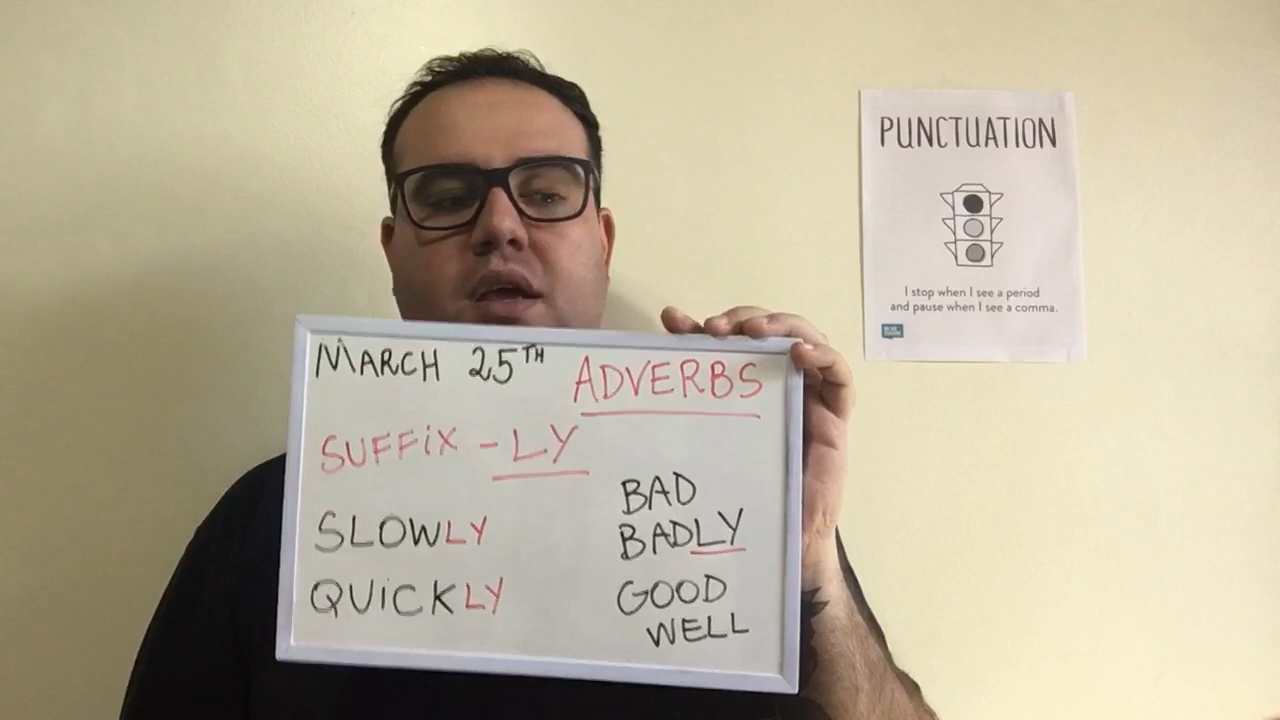 MARCH 25TH ADVERBS
SUFFiX -LY
SLOWLY
QUiCKLY
BAD
BADLY
GOOD
WELL
PUNCTUATION
I stop when I see a period
and pause when I see a comma.